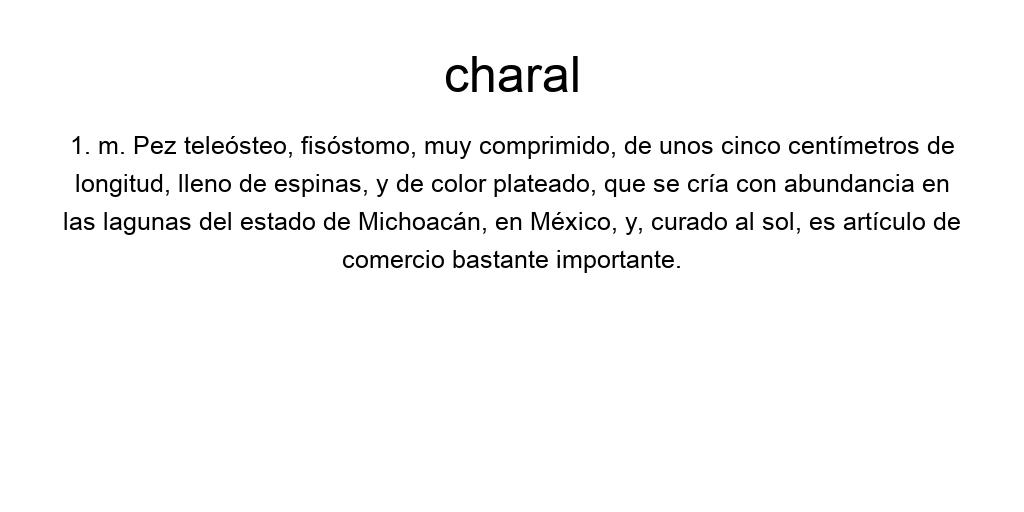 charal
1. m. Pez teleósteo, fisóstomo, muy comprimido, de unos cinco centímetros de
longitud, lleno de espinas, y de color plateado, que se cría con abundancia en
las lagunas del estado de Michoacán, en México, y, curado al sol, es artículo de
comercio bastante importante.